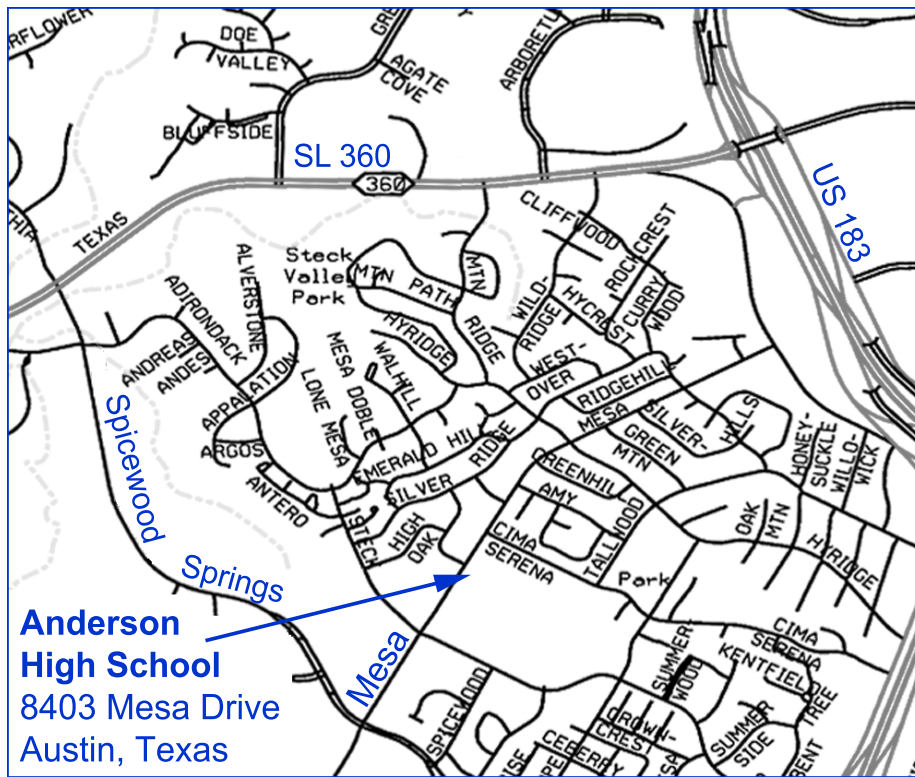 RFLOWER
DOE
VALLEY
GRE
AGATE
COVE
ARBORETU
BLUFFSIDE
SL 360
360
US 183
TEXAS
CLIFF
WOOD
ROCKCREST
Steck
Valley
Park
MTN
PATH
MTN
RIDGE
WILD-
RIDGE
HYCREST
CURRY-
WOOD
ALVERSTONE
ADIRONDACK
ANDREAS
ANDES
APPALATION
ARGOS
ANTERO
HYRIDGE
WALHILL
MESA DOBLE
LONE MESA
WEST-
OVER
RIDGEHILL
MESA
SILVER-
HILLS
GREEN
MTN
HONEY-
SUCKLE
WILLO-
WICK
EMERALD HILL
SILVER
RIDGE
GREENHILL
AMY
CIMA
SERENA
TALLWOOD
OAK
MTN
HYRIDGE
STECK
HIGH
OAK
Spicewood
Springs
Park
Anderson
High School
8403 Mesa Drive
Austin, Texas
Mesa
CIMA
SERENA
KENTFIELD
TREE
SUMMER-
WOOD
SUMMER
SIDE
SPICEWOOD
CROWN-
CREST